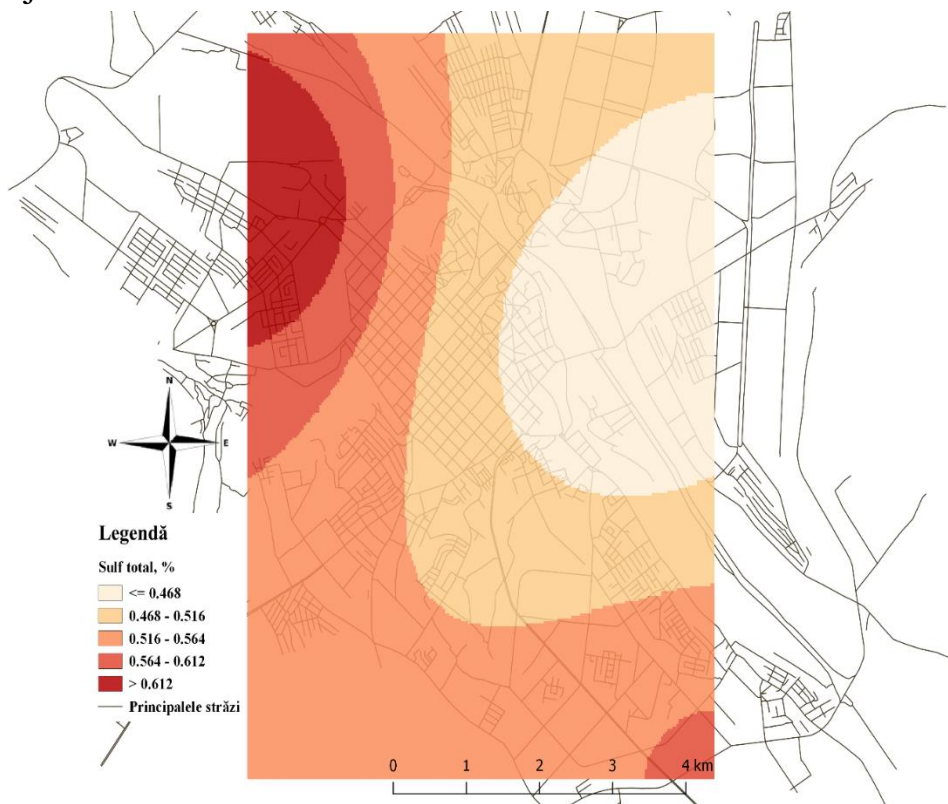 N
W
E
S
Legendă
Sulf total, %
<= 0.468
0.468 - 0.516
0.516 - 0.564
0.564 - 0.612
> 0.612
Principalele străzi
0 1 2 3 4 km